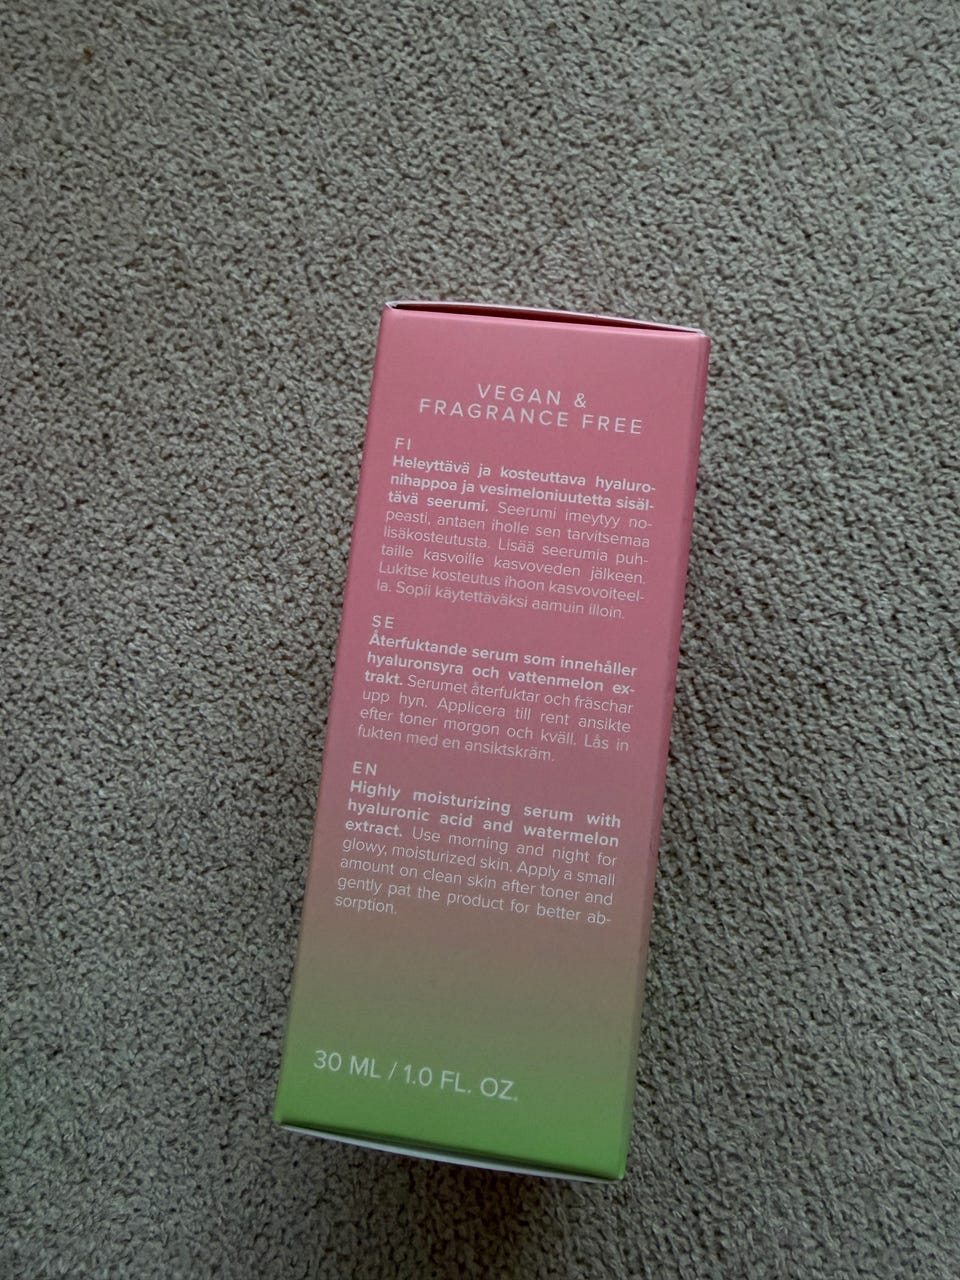 VEGAN &
FRAGRANCE FREE
FI
Heleyttävä ja kosteuttava hyaluro-
nihappoa ja vesimeloniuutetta sisäl-
tävä seerumi. Seerumi imeytyy no-
peasti, antaen iholle sen tarvitsemaa
lisäkosteutusta. Lisää seerumia puh-
taille kasvoille kasvoveden jälkeen.
Lukitse kosteutus ihoon kasvovoiteel-
la. Sopii käytettäväksi aamuin illoin.
SE
Återfuktande serum som innehåller
hyaluronsyra och vattenmelon ex-
trakt. Serumet återfuktar och fräschar
upp hyn. Applicera till rent ansikte
efter toner morgon och kväll. Lås in
fukten med en ansiktskräm.
EN
Highly moisturizing serum with
hyaluronic acid and watermelon
extract. Use morning and night for
glowy, moisturized skin. Apply a small
amount on clean skin after toner and
gently pat the product for better ab-
sorption.
30 ML / 1.0 FL. OZ.